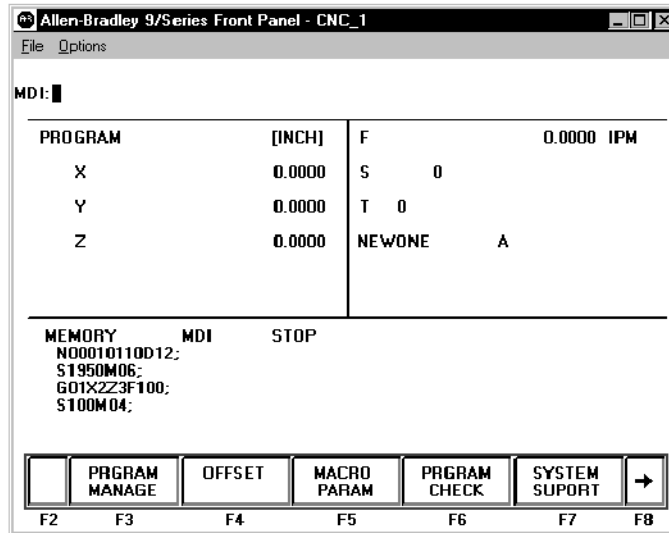 Allen-Bradley 9/Series Front Panel - CNC_1
File Options
MDI:
PROGRAM [INCH] F 0.0000 IPM
X 0.0000 S 0
Y 0.0000 T 0
Z 0.0000 NEWONE A
MEMORY MDI STOP
N00010110D12;
S1950M06;
G01X2Z3F100;
S100M04;
PRGRAM MANAGE OFFSET MACRO PARAM PRGRAM CHECK SYSTEM SUPORT
F2 F3 F4 F5 F6 F7 F8